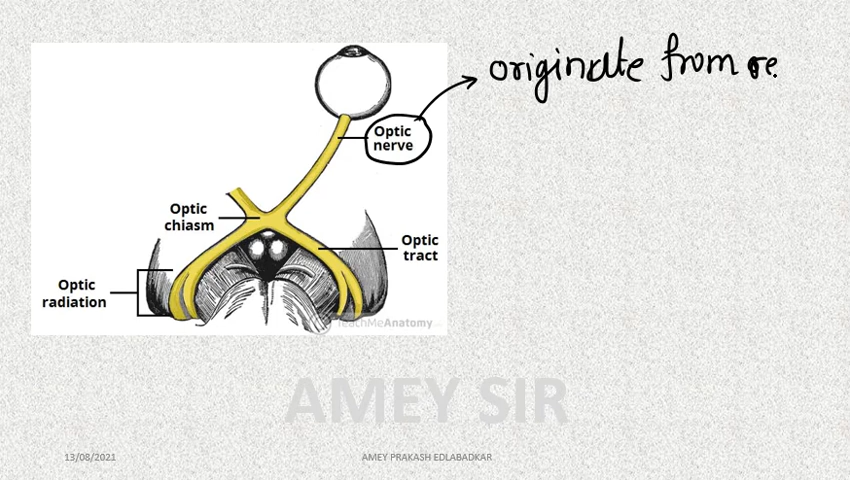 originate from re
Optic
nerve
Optic
chiasm
Optic
tract
Optic
radiation
TeachMeAnatomy
AMEY SIR
13/08/2021
AMEY PRAKASH EDLABADKAR